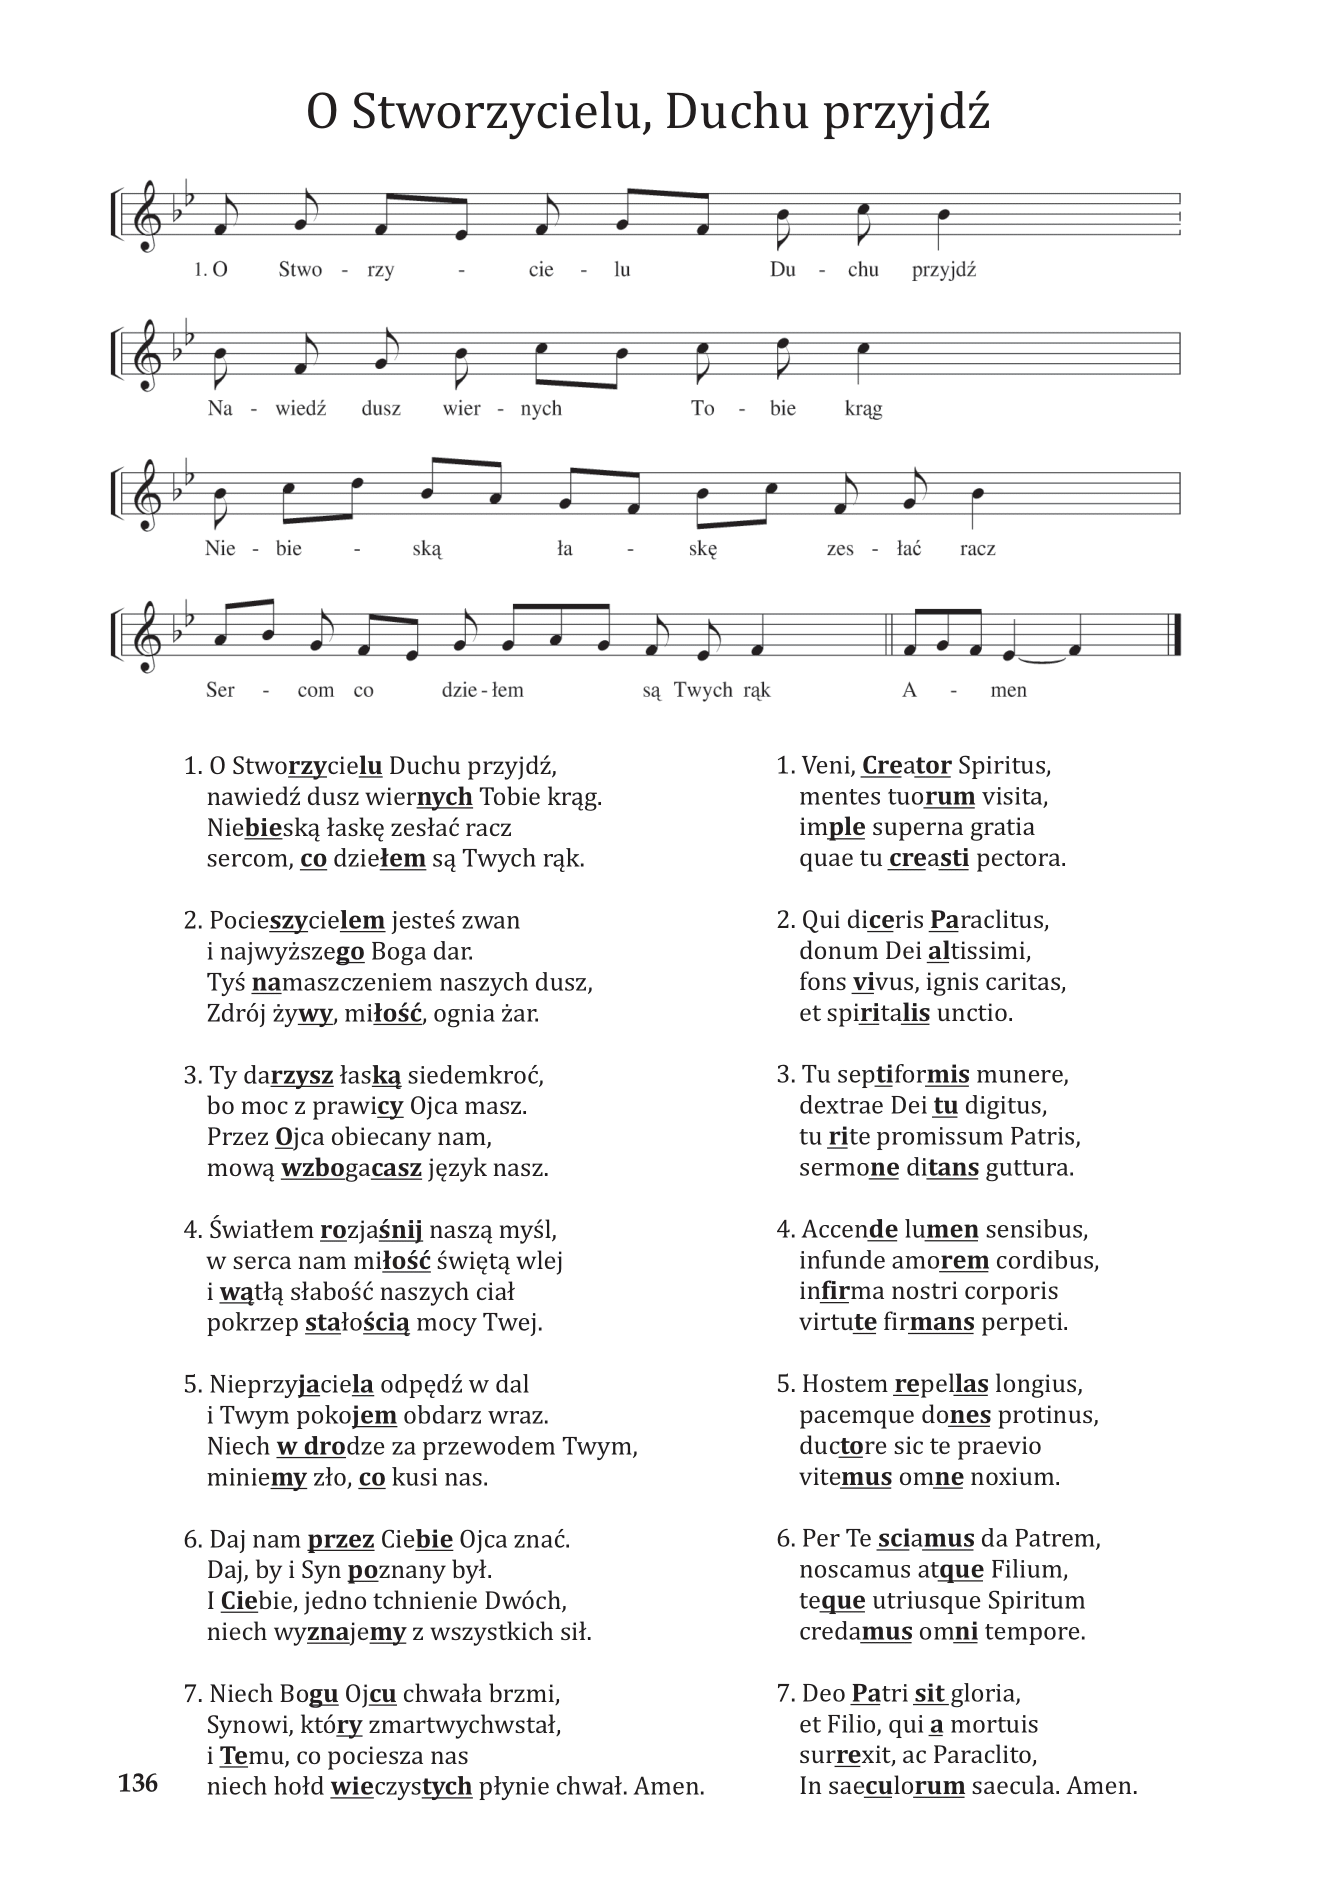 O Stworzycielu, Duchu przyjdź
1. O Stwo - rzy - cie - lu Du - chu przyjdź
Na - wiedź dusz wier - nych To - bie krąg
Nie - bie - ską ła - skę zes - łać racz
Ser - com co dzie - łem są Twych rąk A - men
1. O Stworzycielu Duchu przyjdź,
nawiedź dusz wiernych Tobie krąg.
Niebieską łaskę zesłać racz
sercom, co dziełem są Twych rąk.
2. Pocieszycielem jesteś zwan
i najwyższego Boga dar.
Tyś namaszczeniem naszych dusz,
Zdrój żywy, miłość, ognia żar.
3. Ty darzysz łaską siedemkroć,
bo moc z prawicy Ojca masz.
Przez Ojca obiecany nam,
mową wzbogacasz język nasz.
4. Światłem rozjaśnij naszą myśl,
w serca nam miłość świętą wlej
i wątłą słabość naszych ciał
pokrzep stałością mocy Twej.
5. Nieprzyjaciela odpędź w dal
i Twym pokojem obdarz wraz.
Niech w drodze za przewodem Twym,
miniemy zło, co kusi nas.
6. Daj nam przez Ciebie Ojca znać.
Daj, by i Syn poznany był.
I Ciebie, jedno tchnienie Dwóch,
niech wyznajemy z wszystkich sił.
7. Niech Bogu Ojcu chwała brzmi,
Synowi, który zmartwychwstał,
i Temu, co pociesza nas
niech hołd wieczystych płynie chwał. Amen.
1. Veni, Creator Spiritus,
mentes tuorum visita,
imple superna gratia
quae tu creasti pectora.
2. Qui diceris Paraclitus,
donum Dei altissimi,
fons vivus, ignis caritas,
et spiritalis unctio.
3. Tu septiformis munere,
dextrae Dei tu digitus,
tu rite promissum Patris,
sermone ditans guttura.
4. Accende lumen sensibus,
infunde amorem cordibus,
infirma nostri corporis
virtute firmans perpeti.
5. Hostem repellas longius,
pacemque dones protinus,
ductore sic te praevio
vitemus omne noxium.
6. Per Te sciamus da Patrem,
noscamus atque Filium,
teque utriusque Spiritum
credamus omni tempore.
7. Deo Patri sit gloria,
et Filio, qui a mortuis
surrexit, ac Paraclito,
In saeculorum saecula. Amen.
136